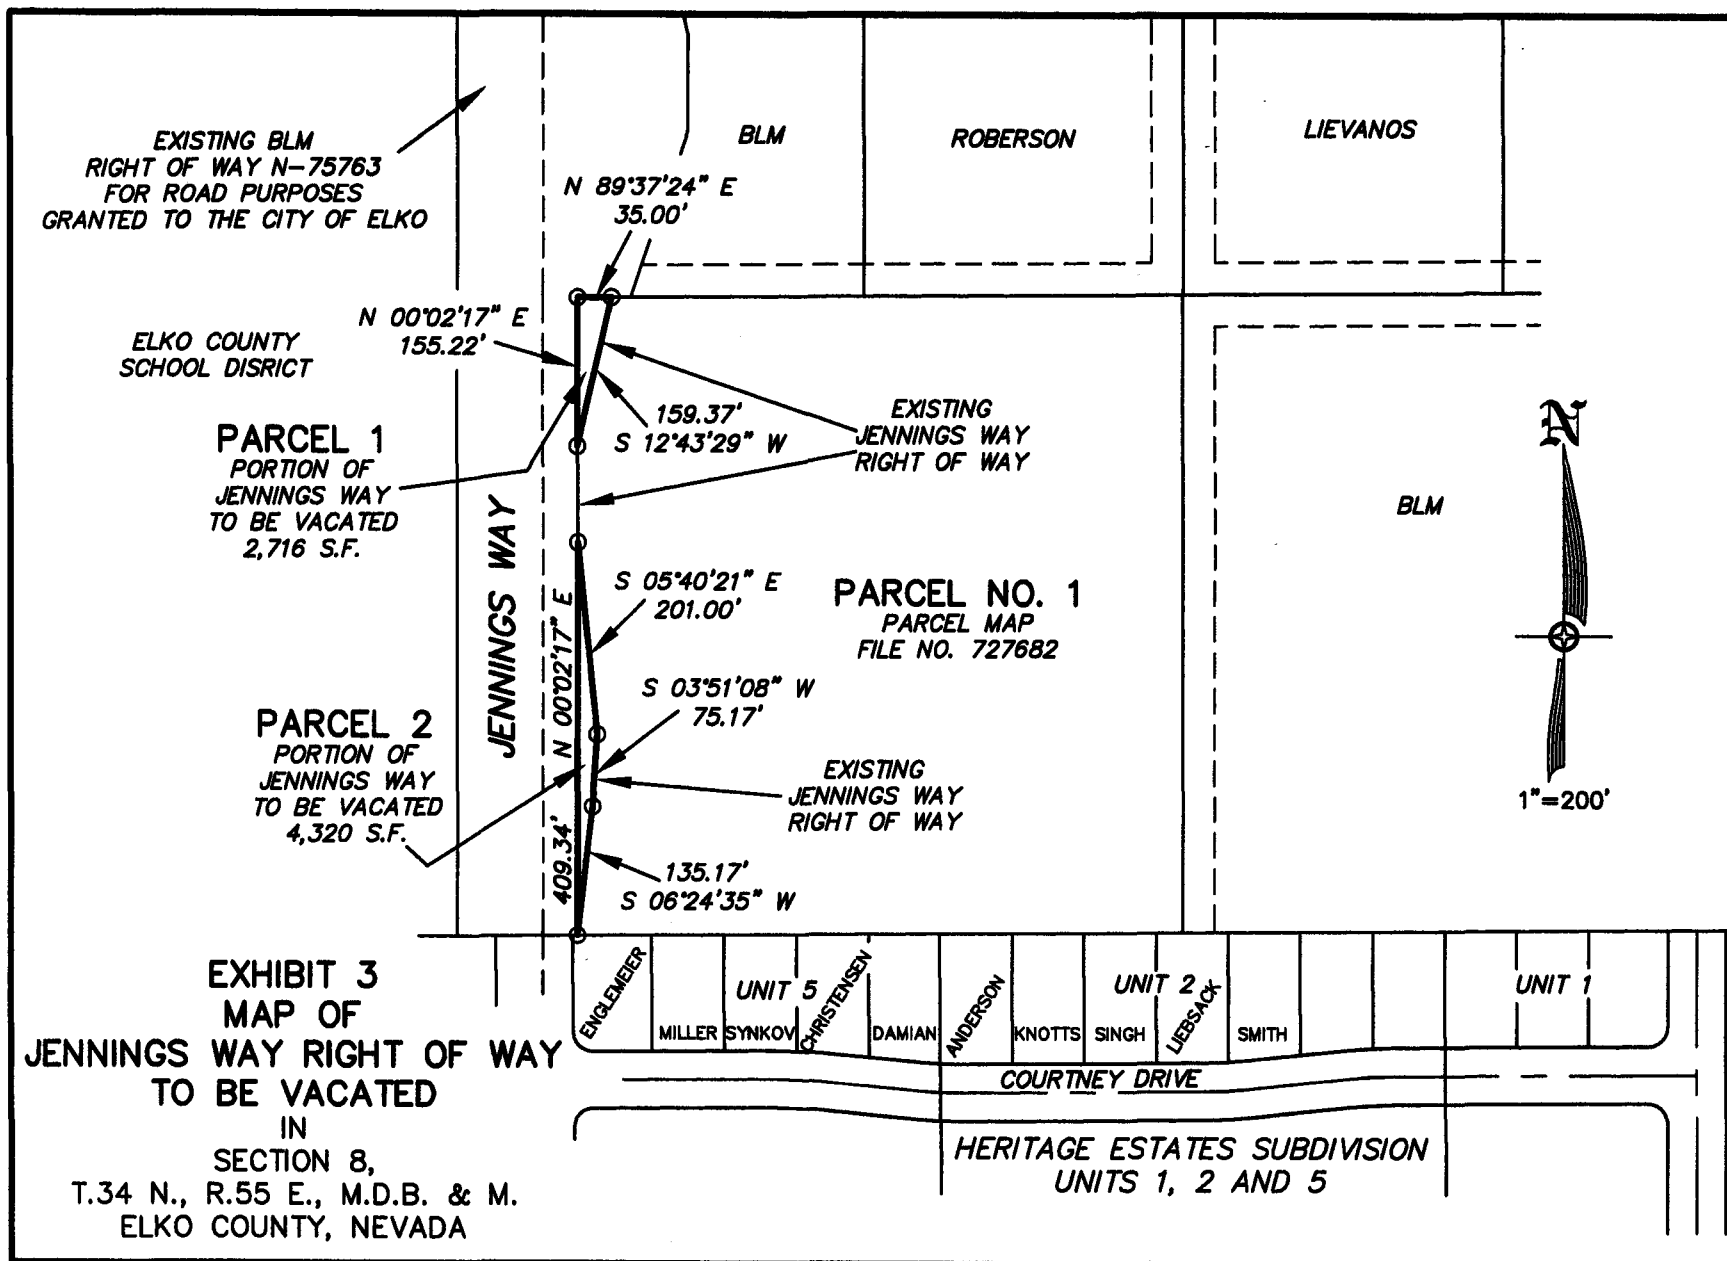 EXISTING BLM
RIGHT OF WAY N-75763
FOR ROAD PURPOSES
GRANTED TO THE CITY OF ELKO
BLM
ROBERSON
LIEVANOS
N 89°37'24" E
35.00'
N 00°02'17" E
155.22'
ELKO COUNTY
SCHOOL DISRICT
159.37'
S 12°43'29" W
EXISTING
JENNINGS WAY
RIGHT OF WAY
PARCEL 1
PORTION OF
JENNINGS WAY
TO BE VACATED
2,716 S.F.
N
BLM
JENNINGS WAY
S 05°40'21" E
201.00'
PARCEL NO. 1
PARCEL MAP
FILE NO. 727682
N 00°02'17" E
409.34'
S 03°51'08" W
75.17'
PARCEL 2
PORTION OF
JENNINGS WAY
TO BE VACATED
4,320 S.F.
EXISTING
JENNINGS WAY
RIGHT OF WAY
1"=200'
135.17'
S 06°24'35" W
ENGLEMEIER
MILLER
SYNKOV
UNIT 5
CHRISTENSEN
DAMIAN
ANDERSON
KNOTTS
SINGH
UNIT 2
LIEBSACK
SMITH
UNIT 1
COURTNEY DRIVE
HERITAGE ESTATES SUBDIVISION
UNITS 1, 2 AND 5
EXHIBIT 3
MAP OF
JENNINGS WAY RIGHT OF WAY
TO BE VACATED
IN
SECTION 8,
T.34 N., R.55 E., M.D.B. & M.
ELKO COUNTY, NEVADA